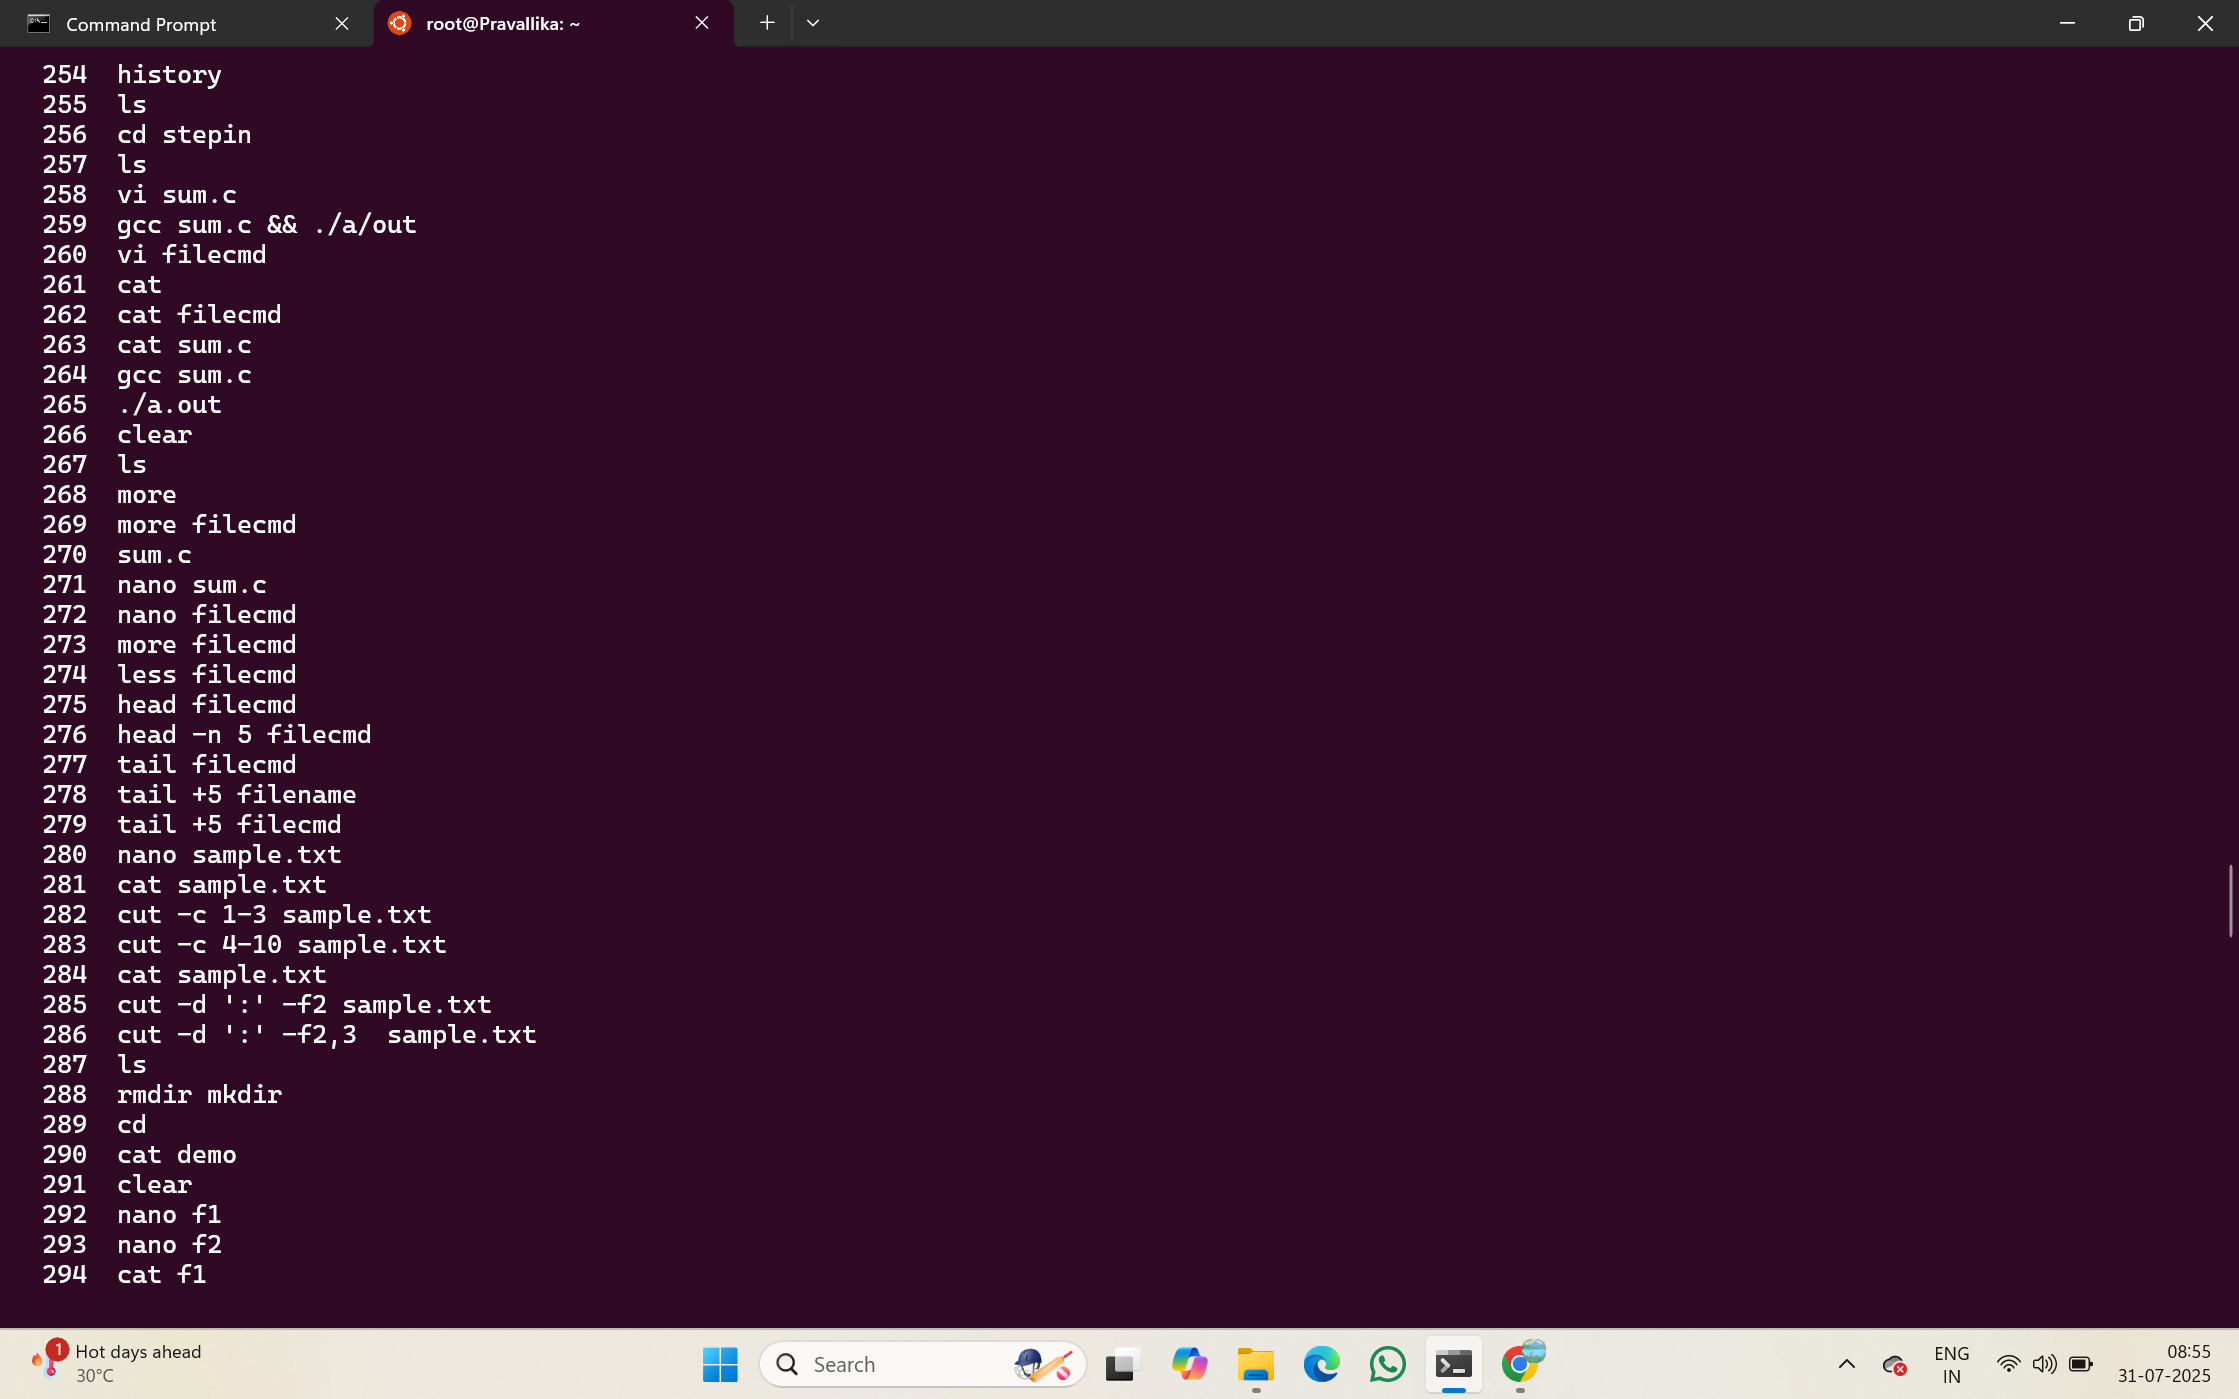 Command Prompt
root@Pravallika: ~
254  history
255  ls
256  cd stepin
257  ls
258  vi sum.c
259  gcc sum.c && ./a/out
260  vi filecmd
261  cat
262  cat filecmd
263  cat sum.c
264  gcc sum.c
265  ./a.out
266  clear
267  ls
268  more
269  more filecmd
270  sum.c
271  nano sum.c
272  nano filecmd
273  more filecmd
274  less filecmd
275  head filecmd
276  head -n 5 filecmd
277  tail filecmd
278  tail +5 filename
279  tail +5 filecmd
280  nano sample.txt
281  cat sample.txt
282  cut -c 1-3 sample.txt
283  cut -c 4-10 sample.txt
284  cat sample.txt
285  cut -d ':' -f2 sample.txt
286  cut -d ':' -f2,3  sample.txt
287  ls
288  rmdir mkdir
289  cd
290  cat demo
291  clear
292  nano f1
293  nano f2
294  cat f1
1
Hot days ahead
30°C
Search
ENG
IN
08:55
31-07-2025